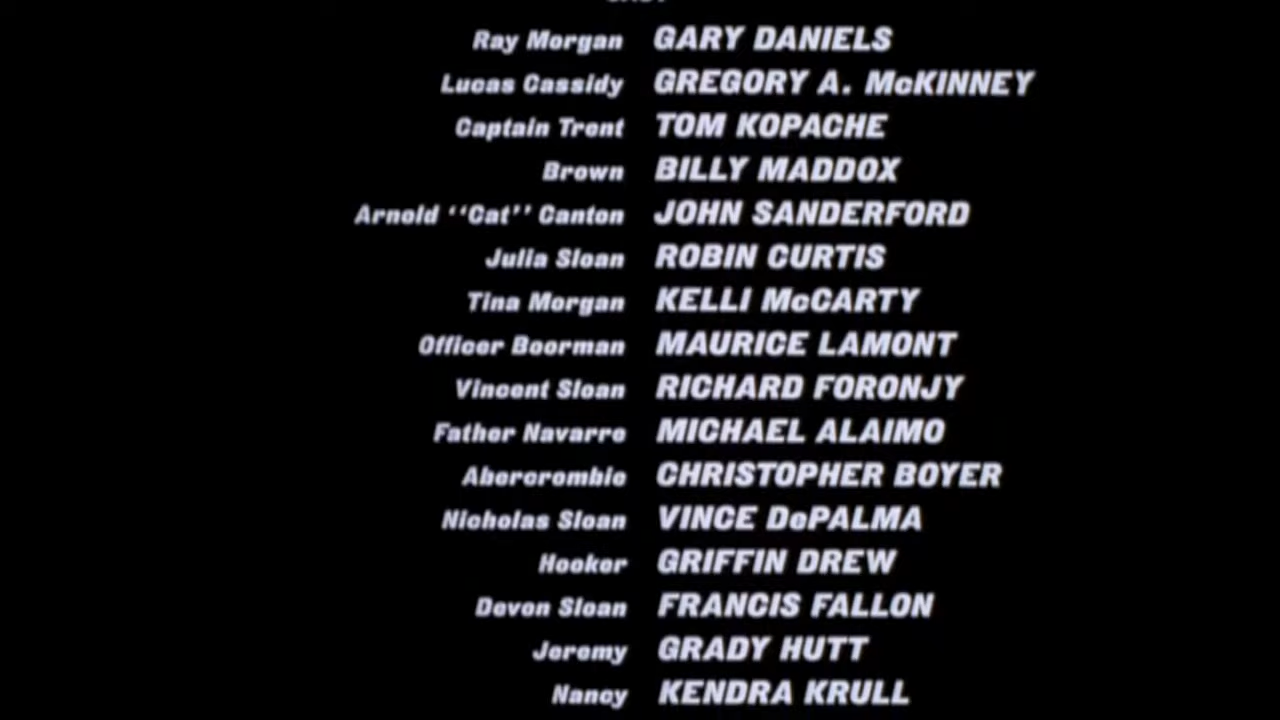 CAST
Ray Morgan GARY DANIELS
Lucas Cassidy GREGORY A. McKINNEY
Captain Trent TOM KOPACHE
Brown BILLY MADDOX
Arnold "Cat" Canton JOHN SANDERFORD
Julia Sloan ROBIN CURTIS
Tina Morgan KELLI McCARTY
Officer Boorman MAURICE LAMONT
Vincent Sloan RICHARD FORONJY
Father Navarre MICHAEL ALAIMO
Abercrombie CHRISTOPHER BOYER
Nicholas Sloan VINCE DePALMA
Hooker GRIFFIN DREW
Devon Sloan FRANCIS FALLON
Jeremy GRADY HUTT
Nancy KENDRA KRULL